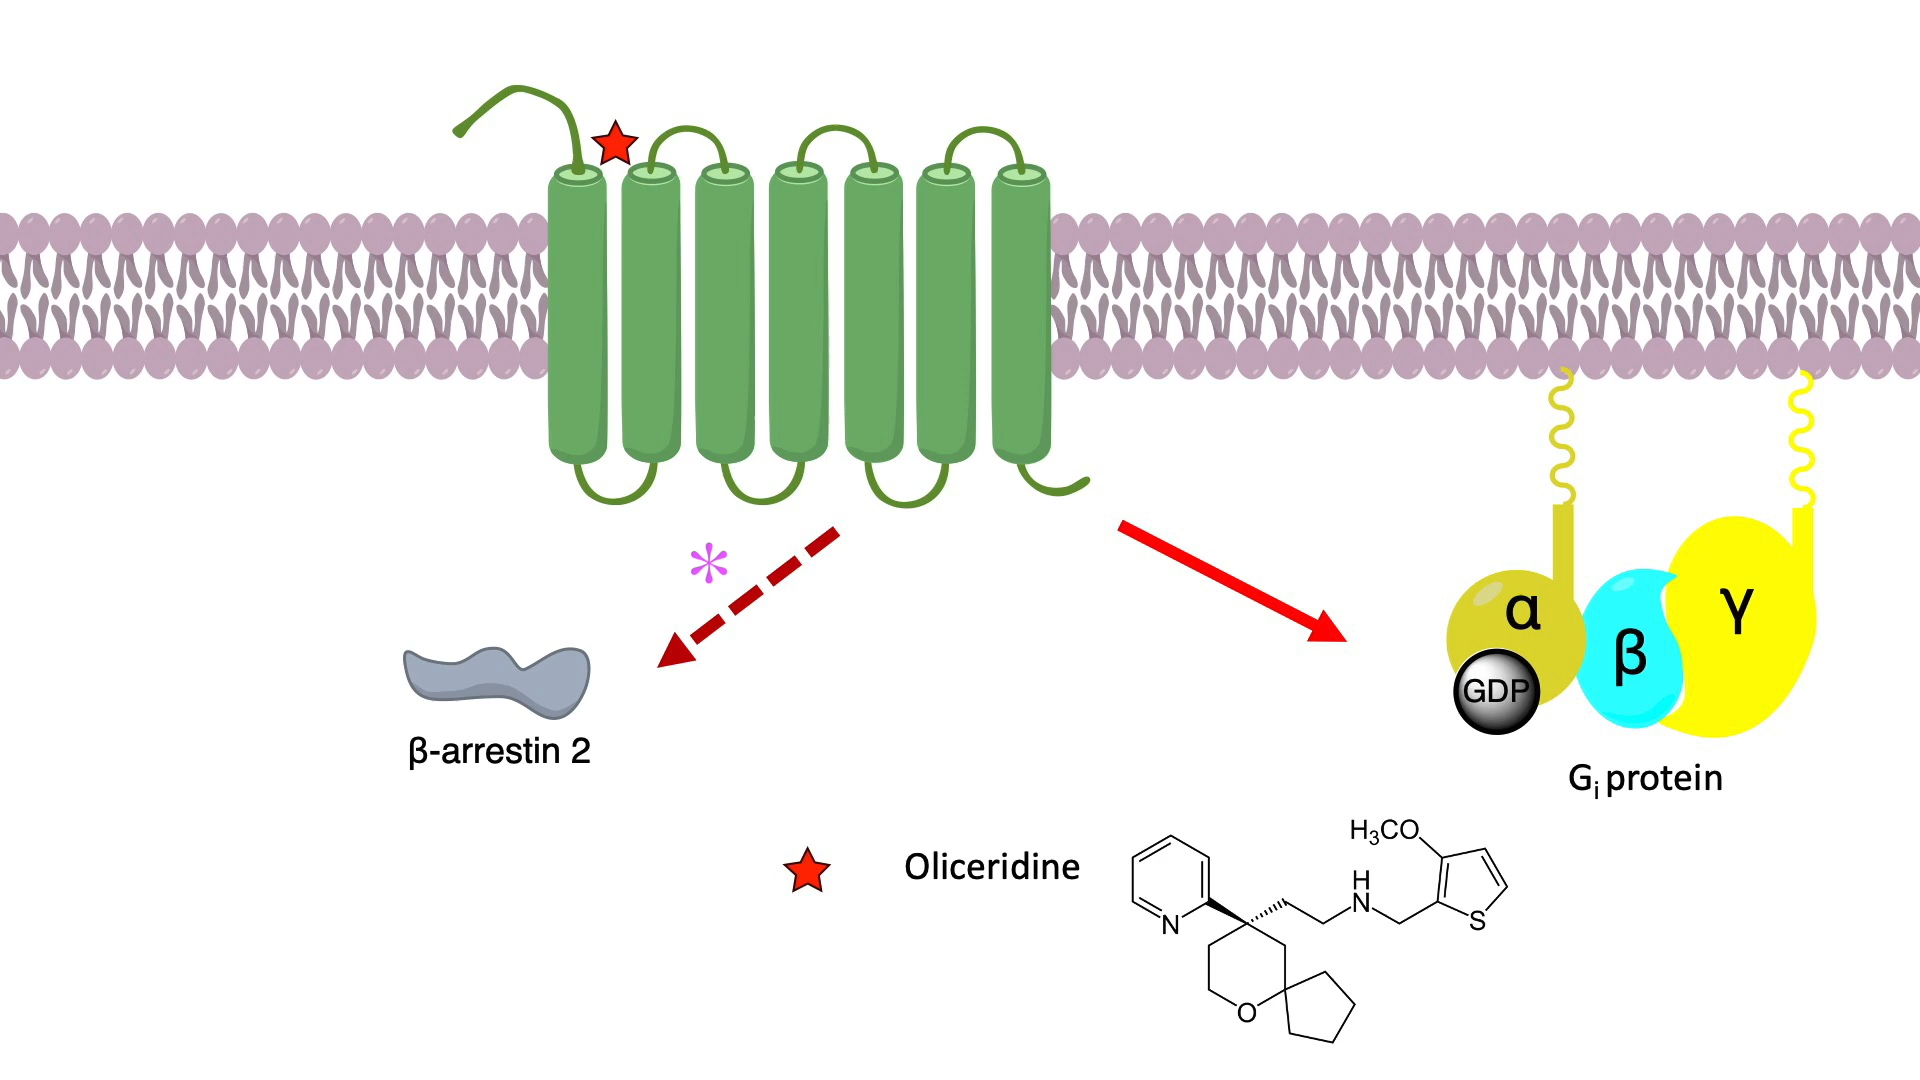 *
α
β
γ
GDP
β-arrestin 2
Gᵢ protein
Oliceridine
H₃CO
H
N
N
S
O